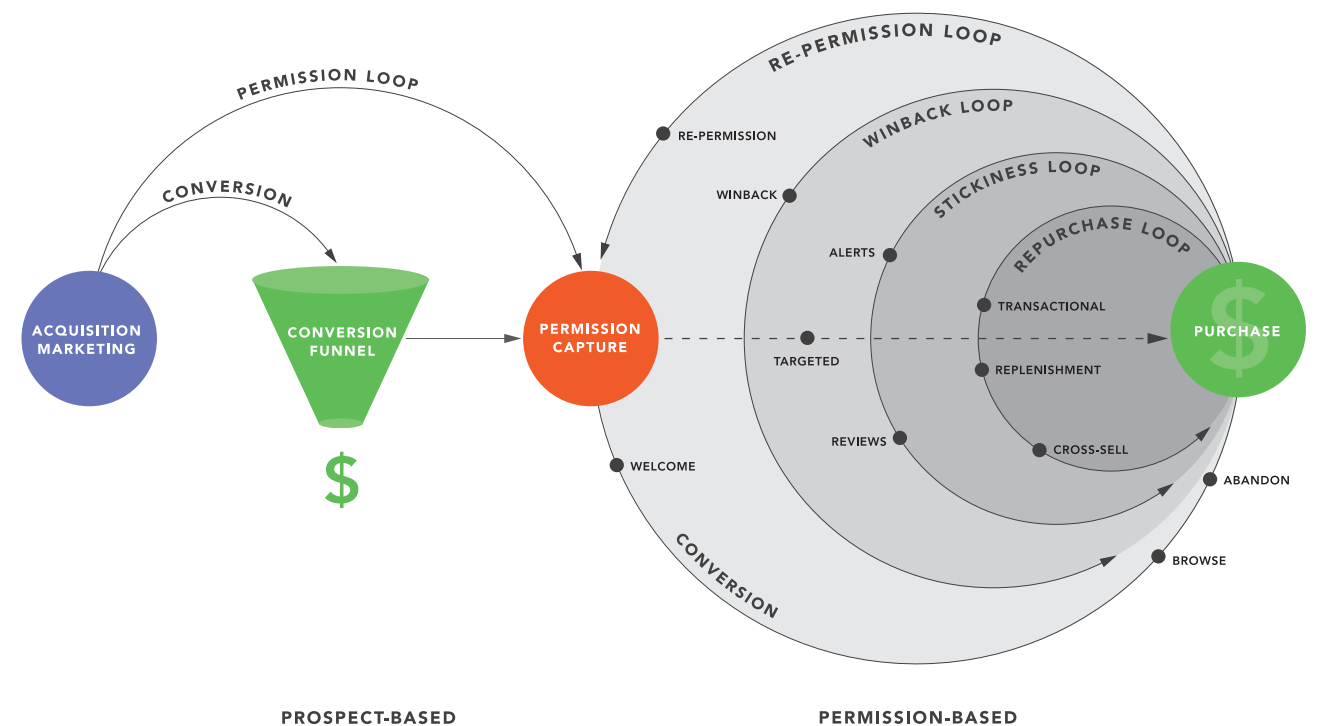 RE-PERMISSION LOOP
PERMISSION LOOP
WINBACK LOOP
RE-PERMISSION
STICKINESS LOOP
CONVERSION
WINBACK
REPURCHASE LOOP
ALERTS
TRANSACTIONAL
ACQUISITION
MARKETING
CONVERSION
FUNNEL
PERMISSION
CAPTURE
$
PURCHASE
TARGETED
REPLENISHMENT
REVIEWS
CROSS-SELL
WELCOME
$
ABANDON
CONVERSION
BROWSE
PROSPECT-BASED
PERMISSION-BASED